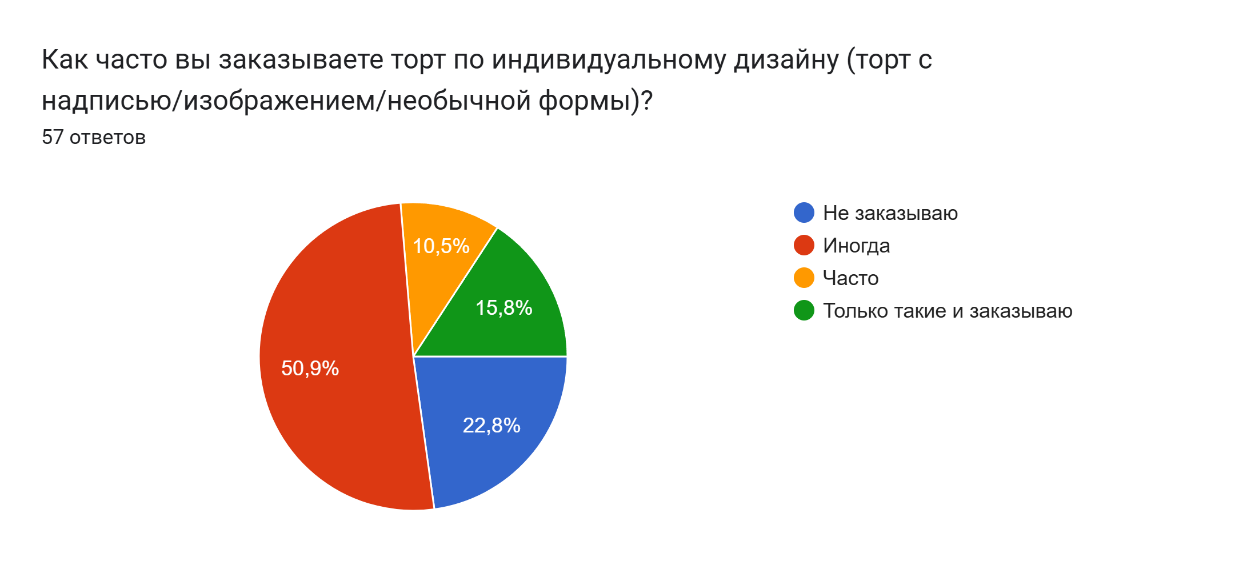 Как часто вы заказываете торт по индивидуальному дизайну (торт с
надписью/изображением/необычной формы)?
57 ответов
10,5%
15,8%
50,9%
22,8%
Не заказываю
Иногда
Часто
Только такие и заказываю